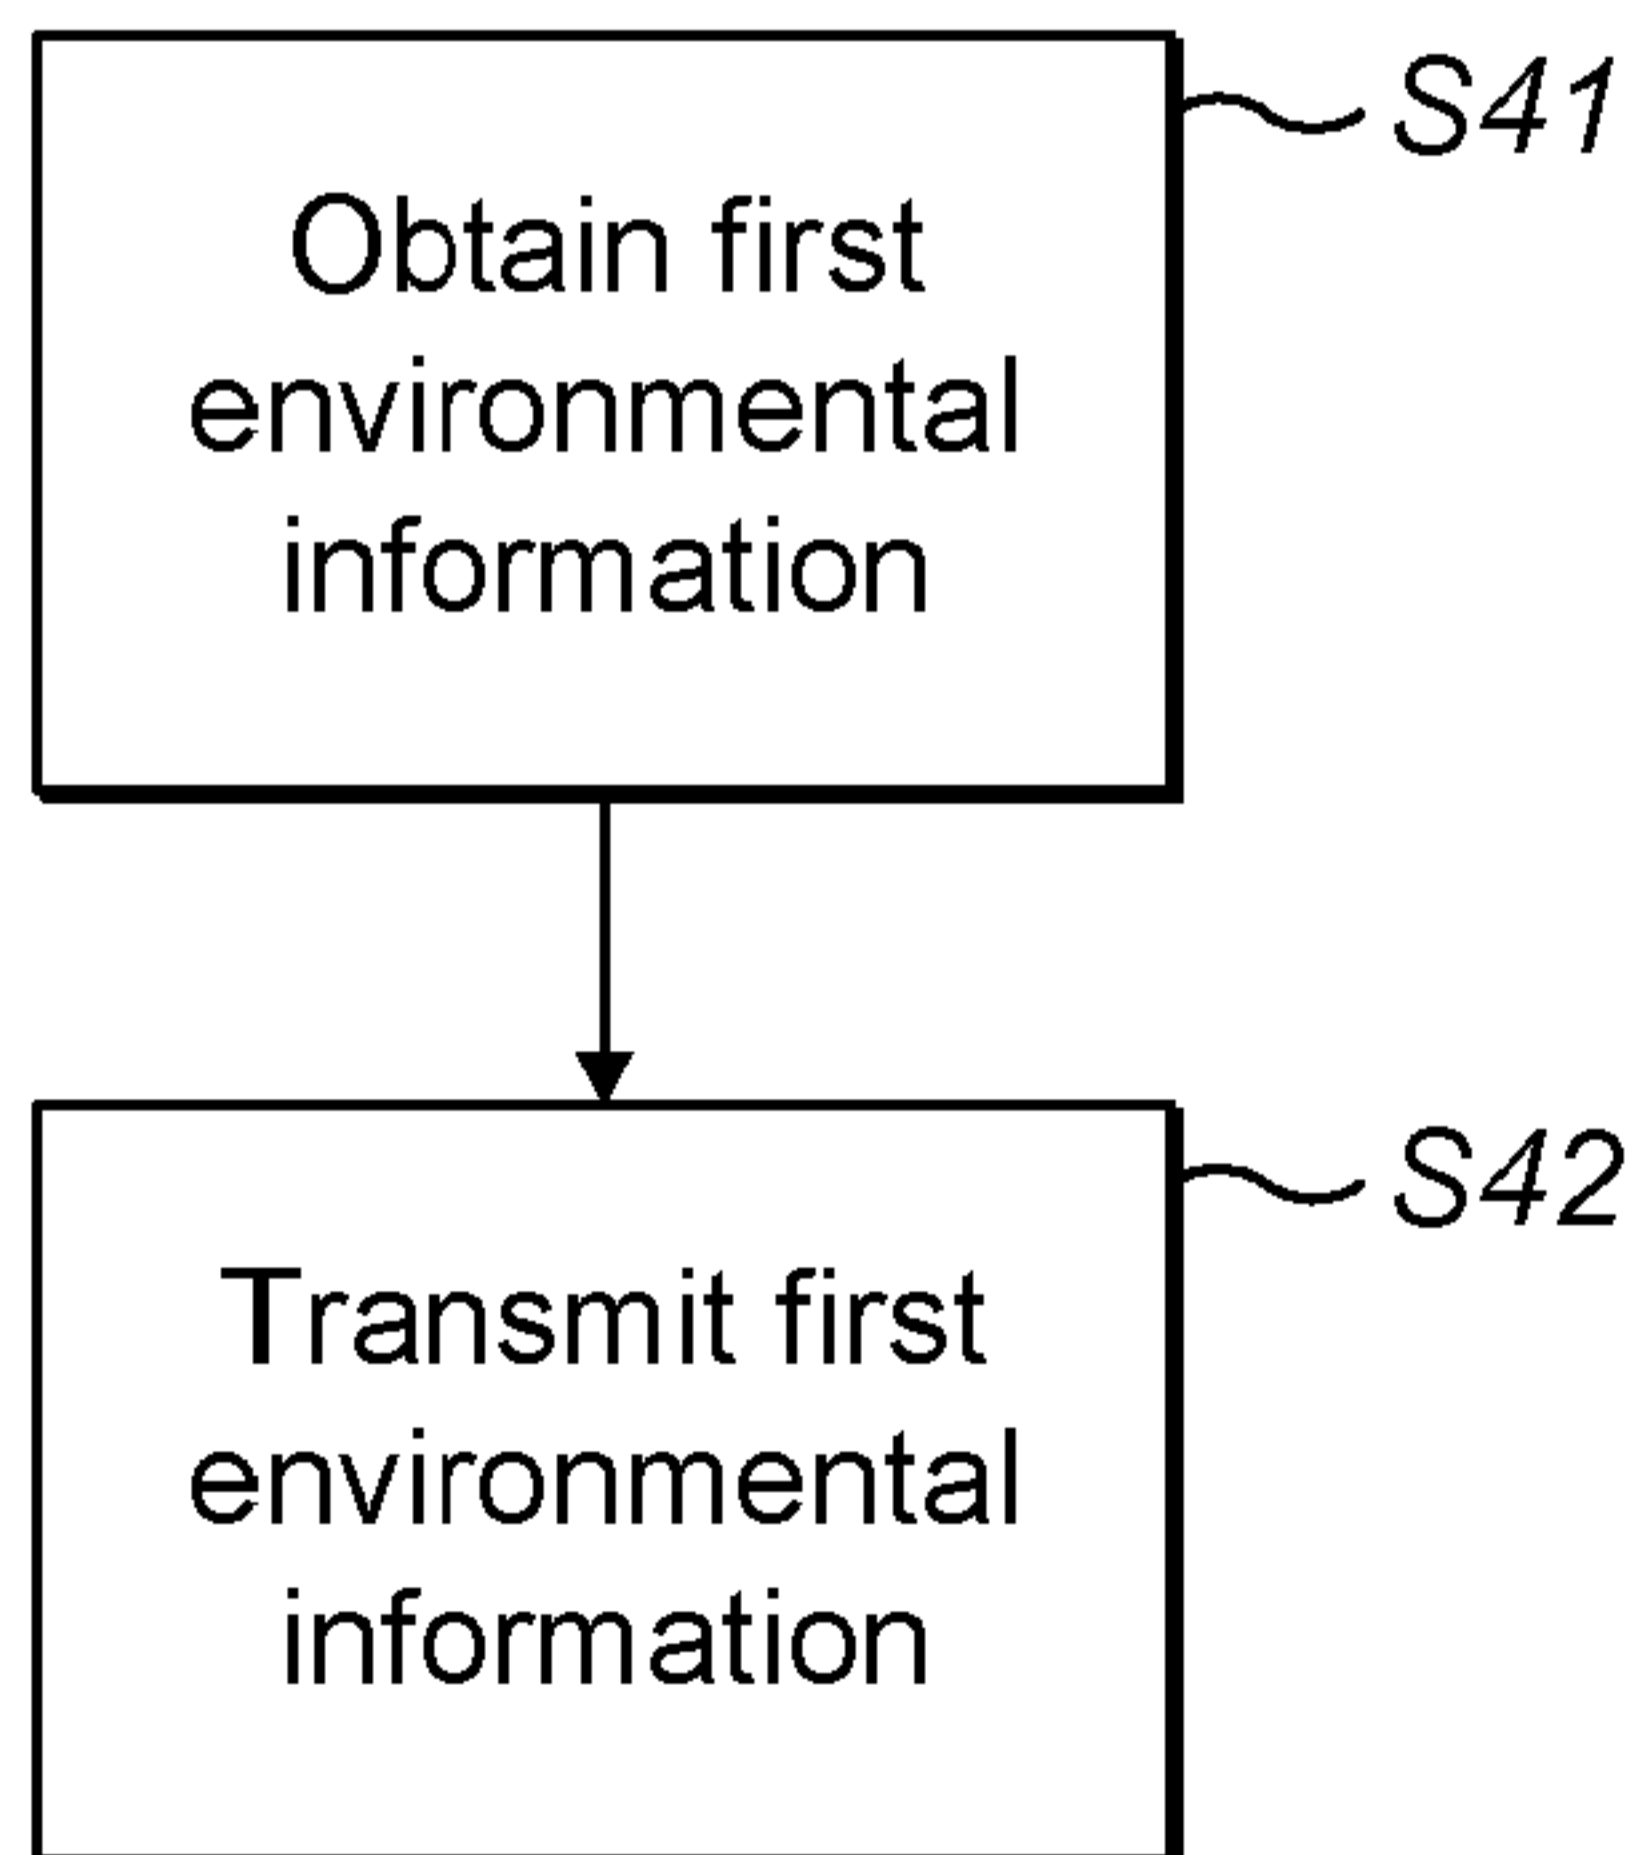 S41
Obtain first
environmental
information
S42
Transmit first
environmental
information